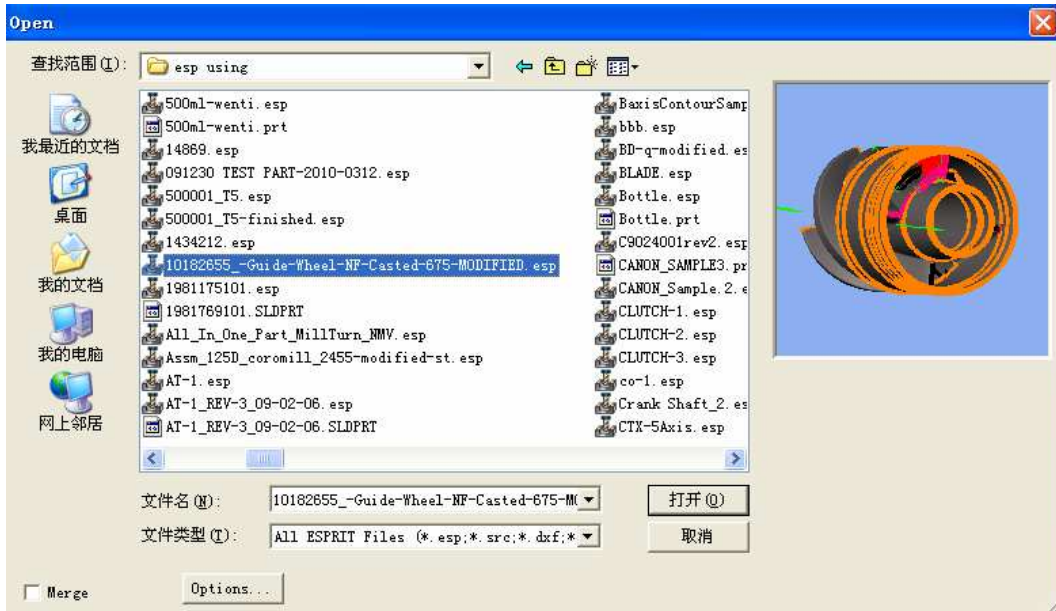 Open
查找范围(I):
esp using
我最近的文档
桌面
我的文档
我的电脑
网上邻居
500ml-wenti.esp
500ml-wenti.prt
14869.esp
091230 TEST PART-2010-0312.esp
500001_T5.esp
500001_T5-finished.esp
1434212.esp
10182655_-Guide-Wheel-NF-Casted-675-MODIFIED.esp
1981175101.esp
1981769101.SLDPRT
All_In_One_Part_MillTurn_NMV.esp
Assm_125D_coromill_2455-modified-st.esp
AT-1.esp
AT-1_REV-3_09-02-06.esp
AT-1_REV-3_09-02-06.SLDPRT
BaxisContourSamp
bbb.esp
BD-q-modified.es
BLADE.esp
Bottle.esp
Bottle.prt
C9024001rev2.esp
CANON_SAMPLE3.pr
CANON_Sample.2.e
CLUTCH-1.esp
CLUTCH-2.esp
CLUTCH-3.esp
co-1.esp
Crank Shaft_2.es
CTX-5Axis.esp
文件名(N):
10182655_-Guide-Wheel-NF-Casted-675-M
打开(O)
文件类型(T):
All ESPRIT Files (*.esp;*.src;*.dxf;*
取消
Merge
Options...